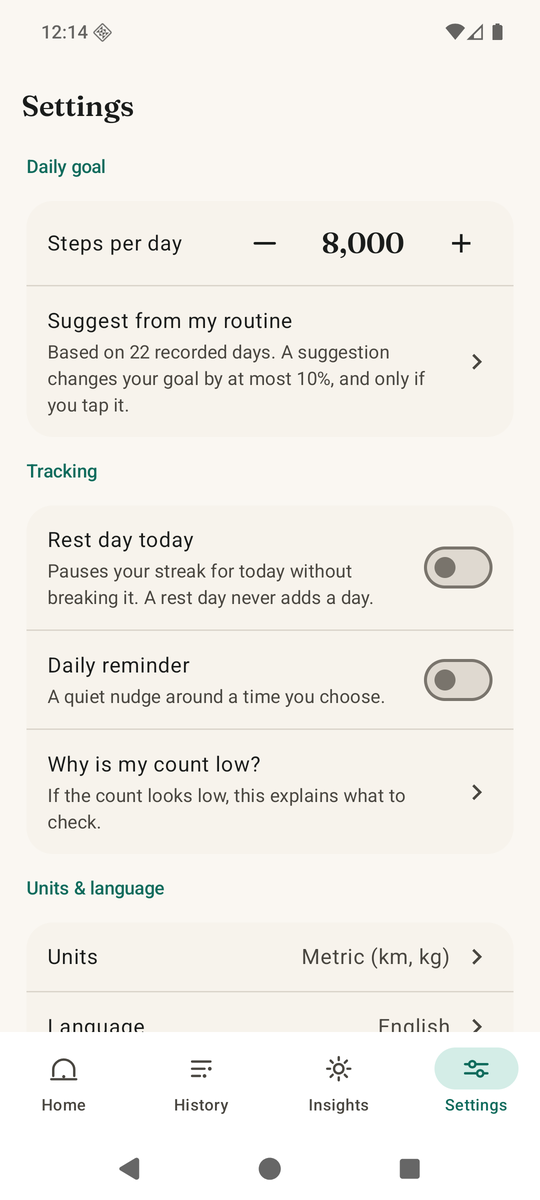 12:14
Settings
Daily goal
Steps per day
8,000
Suggest from my routine
Based on 22 recorded days. A suggestion
changes your goal by at most 10%, and only if
you tap it.
Tracking
Rest day today
Pauses your streak for today without
breaking it. A rest day never adds a day.
Daily reminder
A quiet nudge around a time you choose.
Why is my count low?
If the count looks low, this explains what to
check.
Units & language
Units Metric (km, kg)
Language English
Home History Insights Settings